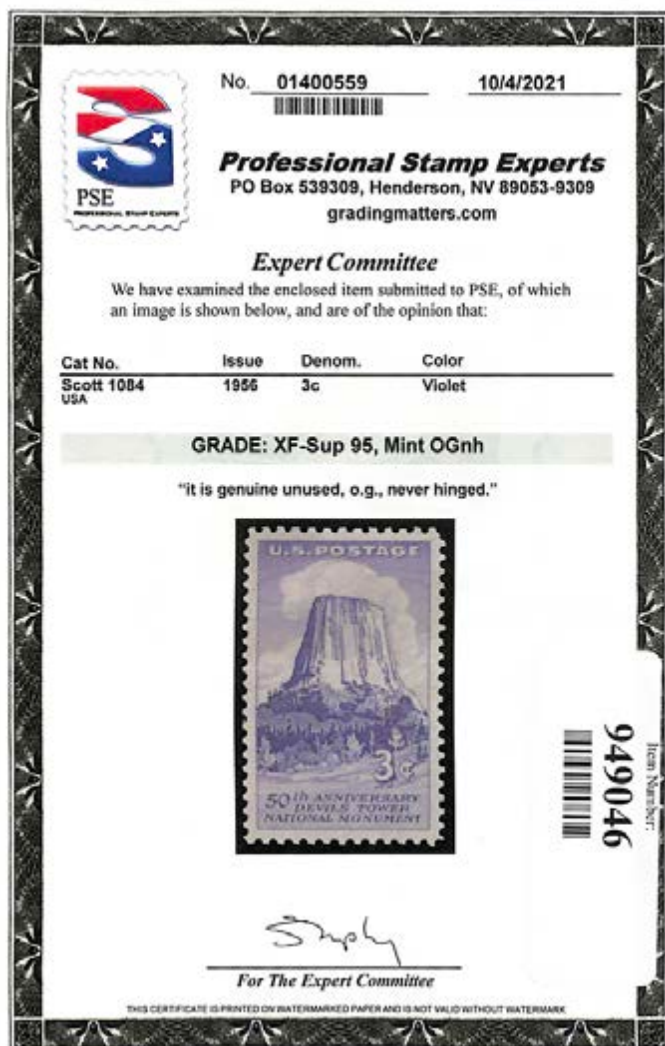 No. 01400559 10/4/2021
PSE
PROFESSIONAL STAMP EXPERTS
Professional Stamp Experts
PO Box 539309, Henderson, NV 89053-9309
gradingmatters.com
Expert Committee
We have examined the enclosed item submitted to PSE, of which
an image is shown below, and are of the opinion that:
Cat No. Issue Denom. Color
Scott 1084 1956 3c Violet
USA
GRADE: XF-Sup 95, Mint OGnh
"it is genuine unused, o.g., never hinged."
U.S. POSTAGE
3c
50th ANNIVERSARY
DEVILS TOWER
NATIONAL MONUMENT
Item Number:
949046
For The Expert Committee
THIS CERTIFICATE IS PRINTED ON WATERMARKED PAPER AND IS NOT VALID WITHOUT WATERMARK